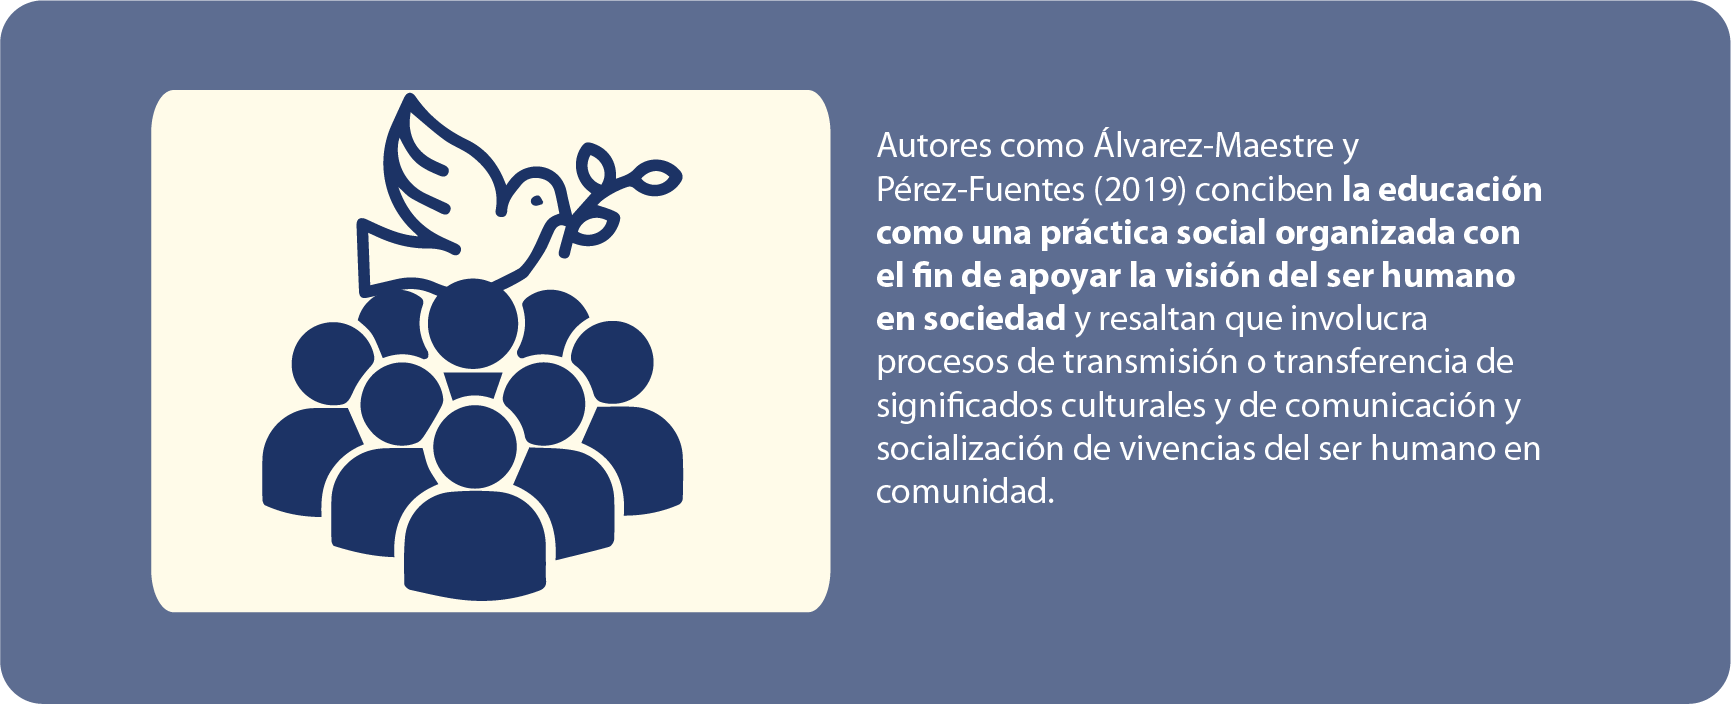 Autores como Álvarez-Maestre y
Pérez-Fuentes (2019) conciben la educación
como una práctica social organizada con
el fin de apoyar la visión del ser humano
en sociedad y resaltan que involucra
procesos de transmisión o transferencia de
significados culturales y de comunicación y
socialización de vivencias del ser humano en
comunidad.